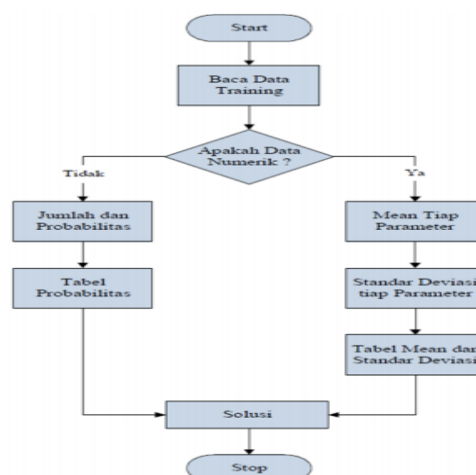 Start
Baca Data
Training
Apakah Data
Numerik ?
Tidak
Ya
Jumlah dan
Probabilitas
Mean Tiap
Parameter
Tabel
Probabilitas
Standar Deviasi
tiap Parameter
Tabel Mean dan
Standar Deviasi
Solusi
Stop